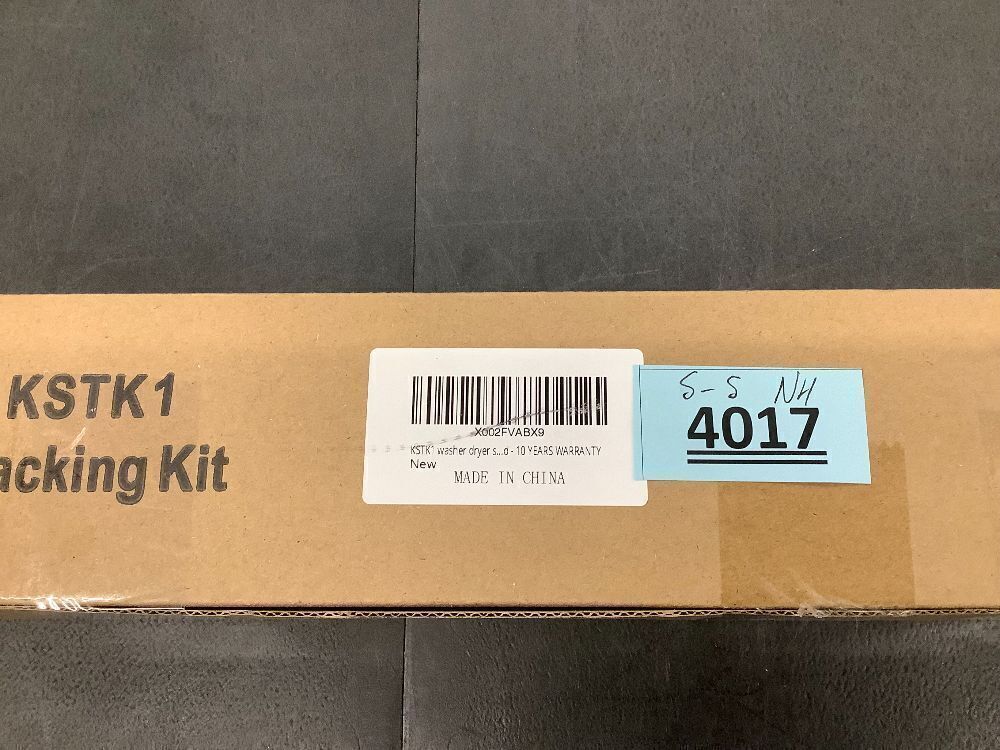 KSTK1
acking Kit
X002FVABX9
KSTK1 washer dryer s...d - 10 YEARS WARRANTY
New
MADE IN CHINA
S-S NH
4017